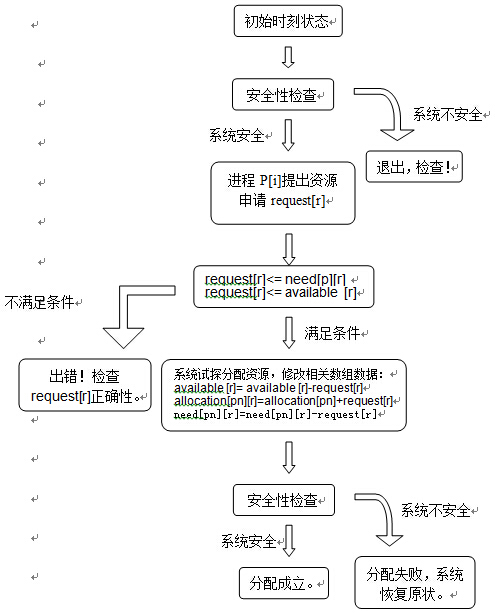 初始时刻状态
安全性检查
系统不安全
系统安全
退出，检查！
进程 P[i]提出资源
申请 request[r]
request[r]<= need[p][r]
request[r]<= available [r]
不满足条件
满足条件
出错！检查
request[r]正确性。
系统试探分配资源，修改相关数组数据：
available [r]= available [r]-request[r]
allocation[pn][r]=allocation[pn]+request[r]
need[pn][r]=need[pn][r]-request[r]
安全性检查
系统不安全
系统安全
分配成立。
分配失败，系统
恢复原状。